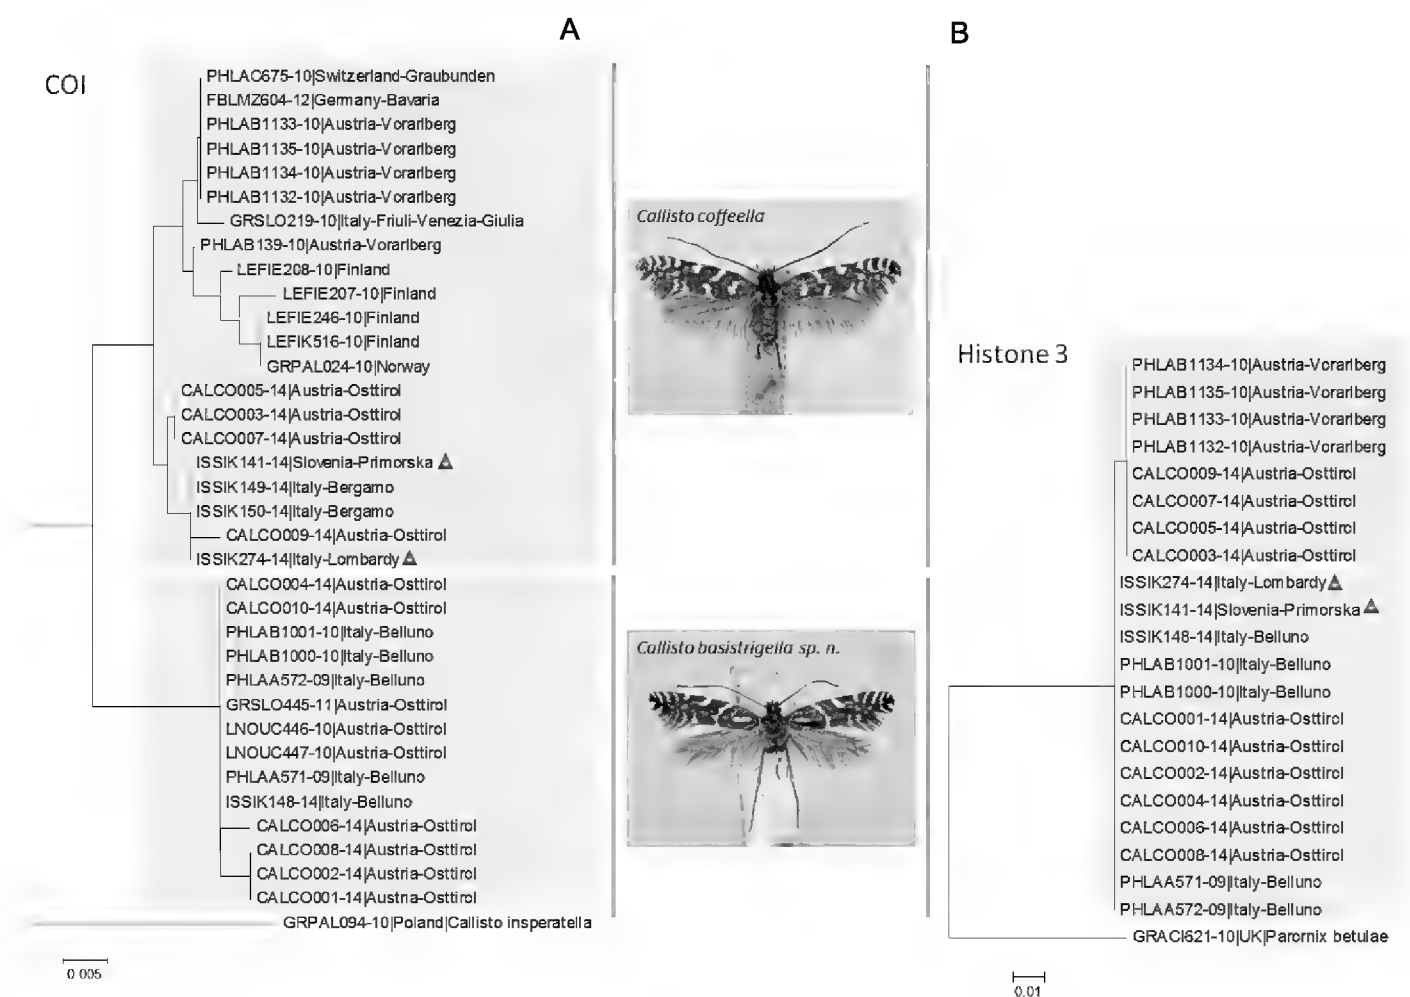 A
B
COI
PHLAC675-10|Switzerland-Graubunden
FBLMZ604-12|Germany-Bavaria
PHLAB1133-10|Austria-Vorarlberg
PHLAB1135-10|Austria-Vorarlberg
PHLAB1134-10|Austria-Vorarlberg
PHLAB1132-10|Austria-Vorarlberg
GRSLO219-10|Italy-Friuli-Venezia-Giulia
PHLAB139-10|Austria-Vorarlberg
LEFIE208-10|Finland
LEFIE207-10|Finland
LEFIE246-10|Finland
LEFIK516-10|Finland
GRPAL024-10|Norway
CALCO005-14|Austria-Osttirol
CALCO003-14|Austria-Osttirol
CALCO007-14|Austria-Osttirol
ISSIK141-14|Slovenia-Primorska
ISSIK149-14|Italy-Bergamo
ISSIK150-14|Italy-Bergamo
CALCO009-14|Austria-Osttirol
ISSIK274-14|Italy-Lombardy
CALCO004-14|Austria-Osttirol
CALCO010-14|Austria-Osttirol
PHLAB1001-10|Italy-Belluno
PHLAB1000-10|Italy-Belluno
PHLAA572-09|Italy-Belluno
GRSLO445-11|Austria-Osttirol
LNOUC446-10|Austria-Osttirol
LNOUC447-10|Austria-Osttirol
PHLAA571-09|Italy-Belluno
ISSIK148-14|Italy-Belluno
CALCO006-14|Austria-Osttirol
CALCO008-14|Austria-Osttirol
CALCO002-14|Austria-Osttirol
CALCO001-14|Austria-Osttirol
GRPAL094-10|Poland|Callisto insperatella
0.005
Callisto coffeella
Callisto basistrigella sp. n.
Histone 3
PHLAB1134-10|Austria-Vorarlberg
PHLAB1135-10|Austria-Vorarlberg
PHLAB1133-10|Austria-Vorarlberg
PHLAB1132-10|Austria-Vorarlberg
CALCO009-14|Austria-Osttirol
CALCO007-14|Austria-Osttirol
CALCO005-14|Austria-Osttirol
CALCO003-14|Austria-Osttirol
ISSIK274-14|Italy-Lombardy
ISSIK141-14|Slovenia-Primorska
ISSIK148-14|Italy-Belluno
PHLAB1001-10|Italy-Belluno
PHLAB1000-10|Italy-Belluno
CALCO001-14|Austria-Osttirol
CALCO010-14|Austria-Osttirol
CALCO002-14|Austria-Osttirol
CALCO004-14|Austria-Osttirol
CALCO006-14|Austria-Osttirol
CALCO008-14|Austria-Osttirol
PHLAA571-09|Italy-Belluno
PHLAA572-09|Italy-Belluno
GRACI621-10|UK|Parornix betulae
0.01